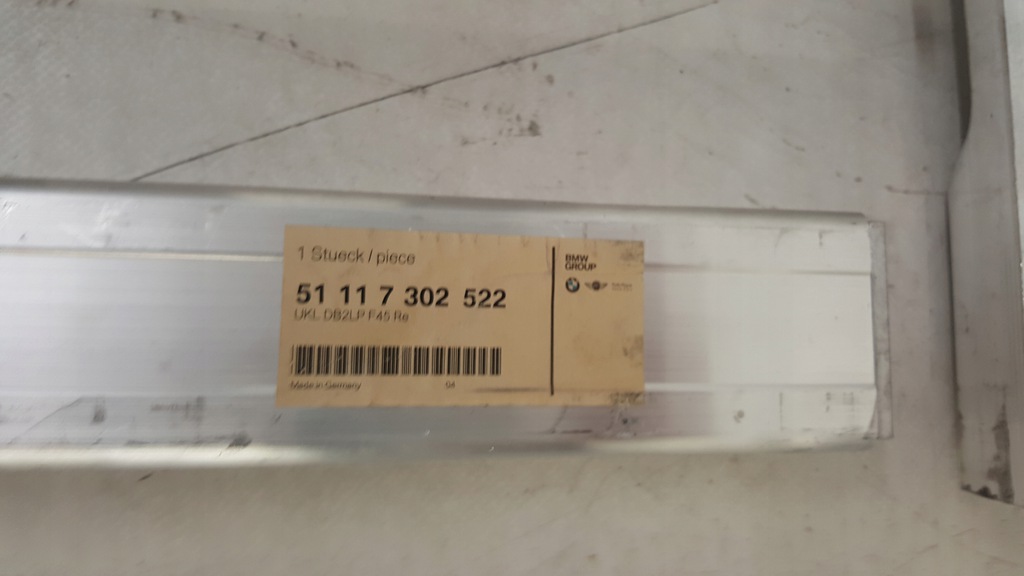 1 Stueck / piece
51 11 7 302 522
UKL DB2LP F45 Re
Made in Germany 04
BMW
GROUP